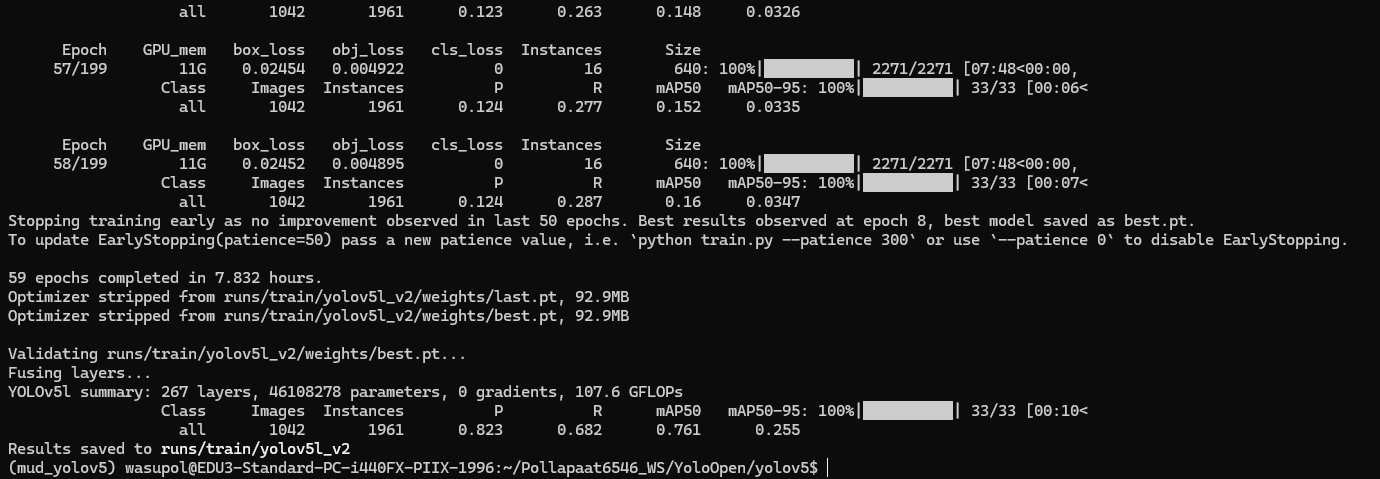 all 1042 1961 0.123 0.263 0.148 0.0326
Epoch GPU_mem box_loss obj_loss cls_loss Instances Size
57/199 11G 0.02454 0.004922 0 16 640: 100%|██████████| 2271/2271 [07:48<00:00,
Class Images Instances P R mAP50 mAP50-95: 100%|██████████| 33/33 [00:06<
all 1042 1961 0.124 0.277 0.152 0.0335
Epoch GPU_mem box_loss obj_loss cls_loss Instances Size
58/199 11G 0.02452 0.004895 0 16 640: 100%|██████████| 2271/2271 [07:48<00:00,
Class Images Instances P R mAP50 mAP50-95: 100%|██████████| 33/33 [00:07<
all 1042 1961 0.124 0.287 0.16 0.0347
Stopping training early as no improvement observed in last 50 epochs. Best results observed at epoch 8, best model saved as best.pt.
To update EarlyStopping(patience=50) pass a new patience value, i.e. `python train.py --patience 300` or use `--patience 0` to disable EarlyStopping.
59 epochs completed in 7.832 hours.
Optimizer stripped from runs/train/yolov5l_v2/weights/last.pt, 92.9MB
Optimizer stripped from runs/train/yolov5l_v2/weights/best.pt, 92.9MB
Validating runs/train/yolov5l_v2/weights/best.pt...
Fusing layers...
YOLOv5l summary: 267 layers, 46108278 parameters, 0 gradients, 107.6 GFLOPs
Class Images Instances P R mAP50 mAP50-95: 100%|██████████| 33/33 [00:10<
all 1042 1961 0.823 0.682 0.761 0.255
Results saved to runs/train/yolov5l_v2
(mud_yolov5) wasupol@EDU3-Standard-PC-i440FX-PIIX-1996:~/Pollapaat6546_WS/YoloOpen/yolov5$